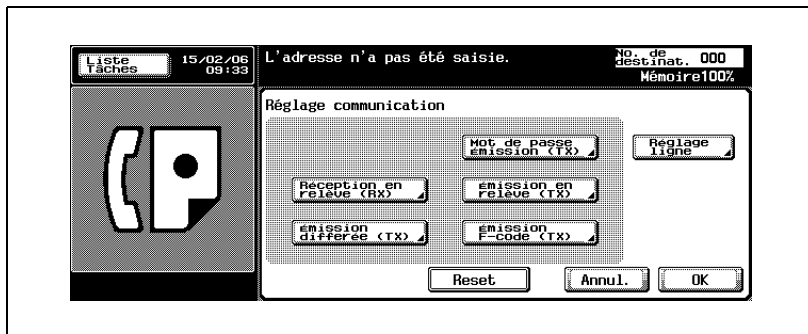 Liste
Tâches
15/02/06
09:33
L'adresse n'a pas été saisie.
No. de
destinat. 000
Mémoire100%
Réglage communication
Mot de passe
émission (TX)
Réglage
ligne
Réception en
relève (RX)
émission en
relève (TX)
émission
différée (TX)
émission
F-code (TX)
Reset
Annul.
OK